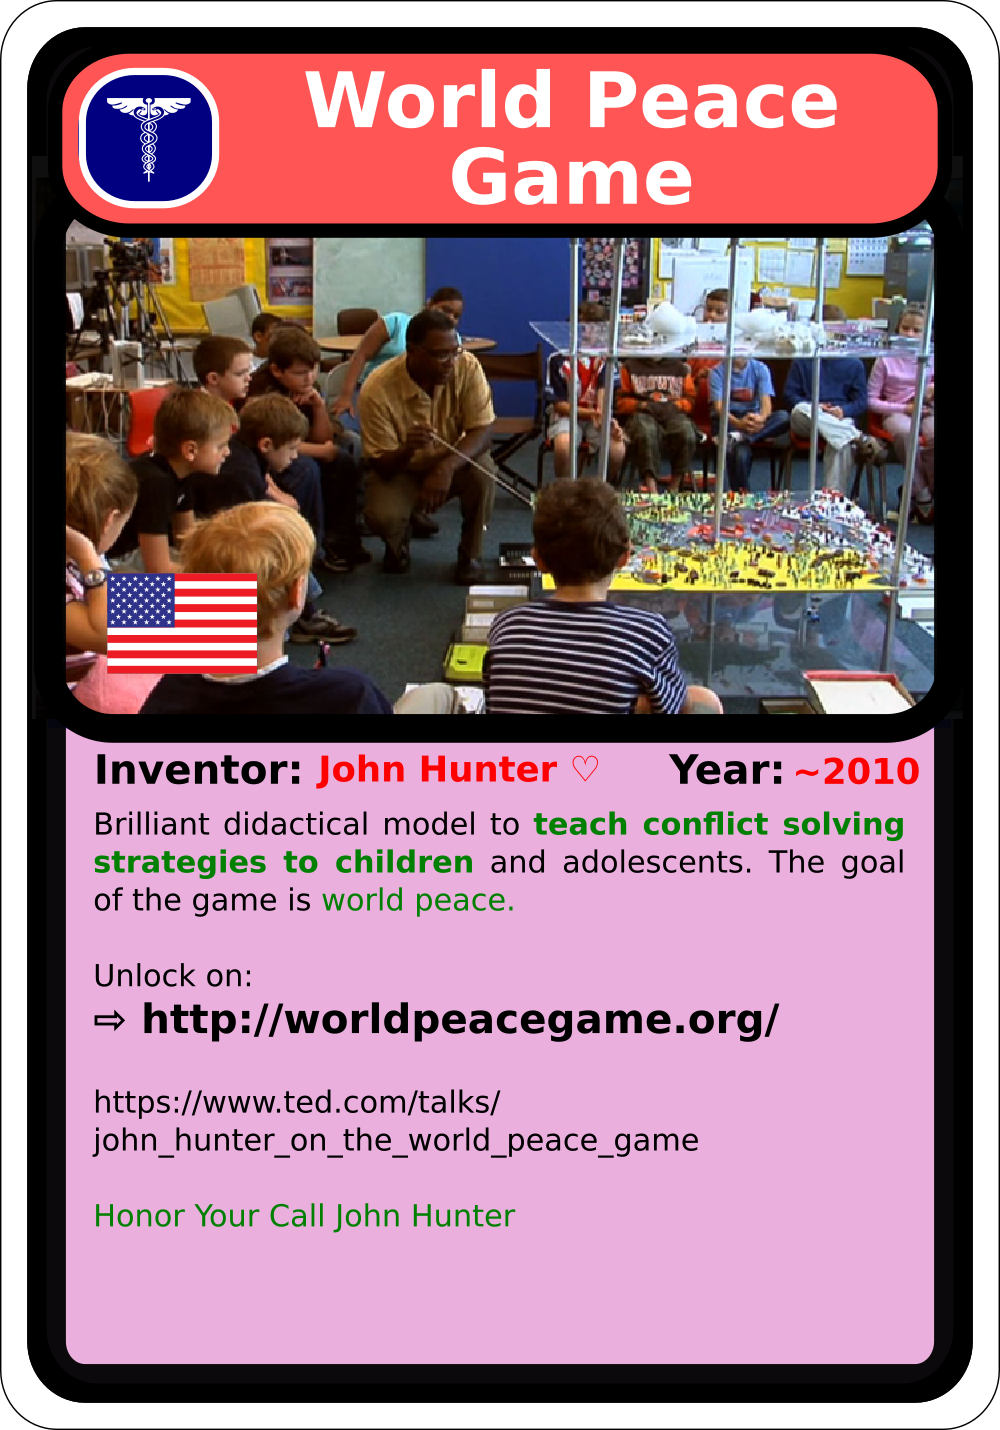 World Peace
Game
Inventor: John Hunter ♡ Year: ~2010
Brilliant didactical model to teach conflict solving
strategies to children and adolescents. The goal
of the game is world peace.
Unlock on:
⇨ http://worldpeacegame.org/
https://www.ted.com/talks/
john_hunter_on_the_world_peace_game
Honor Your Call John Hunter